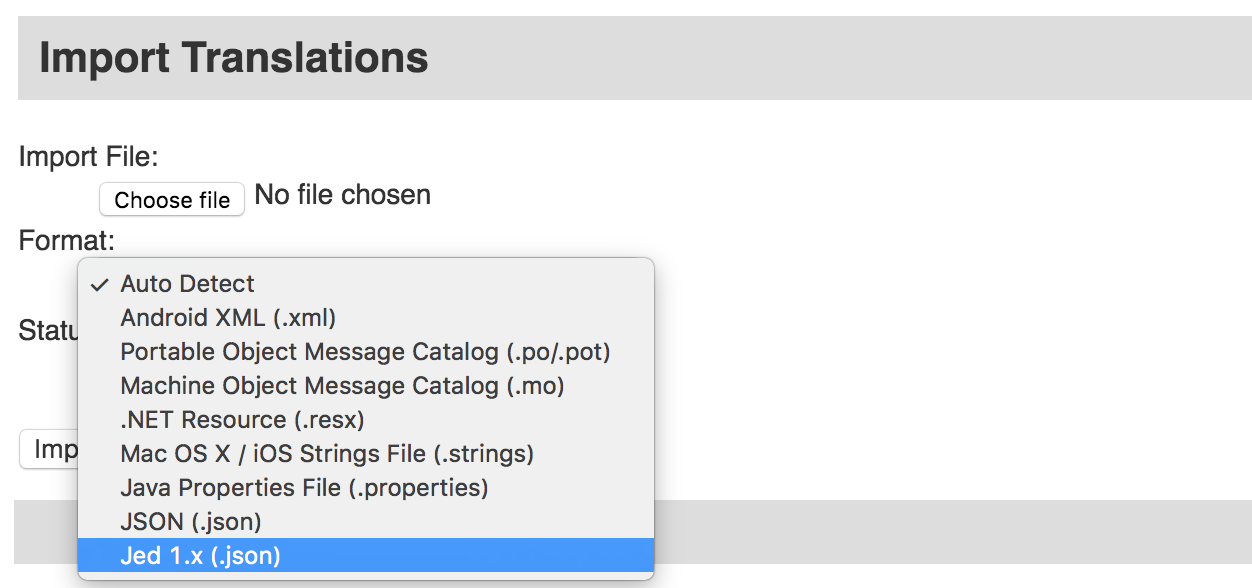 Import Translations
Import File:
Choose file No file chosen
Format:
✓ Auto Detect
Android XML (.xml)
Statu
Portable Object Message Catalog (.po/.pot)
Machine Object Message Catalog (.mo)
.NET Resource (.resx)
Imp
Mac OS X / iOS Strings File (.strings)
Java Properties File (.properties)
JSON (.json)
Jed 1.x (.json)